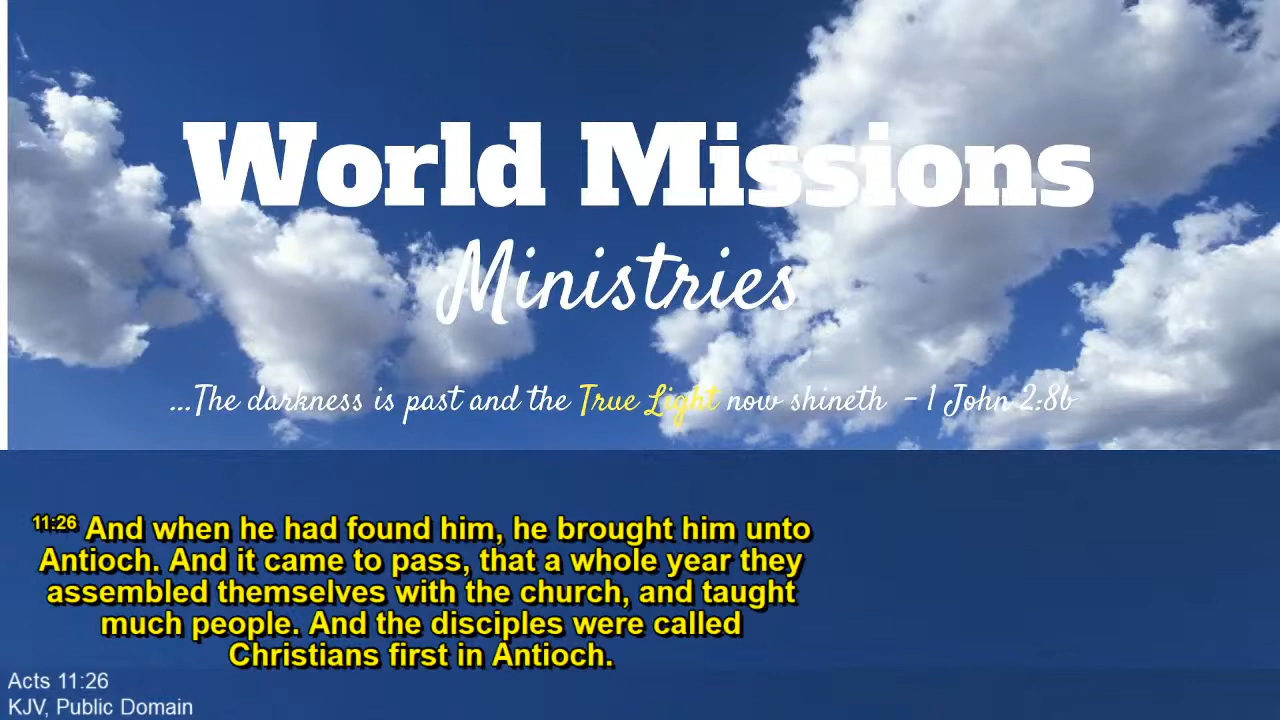 World Missions
Ministries
...The darkness is past and the True Light now shineth - 1 John 2:8b
11:26 And when he had found him, he brought him unto
Antioch. And it came to pass, that a whole year they
assembled themselves with the church, and taught
much people. And the disciples were called
Christians first in Antioch.
Acts 11:26
KJV, Public Domain